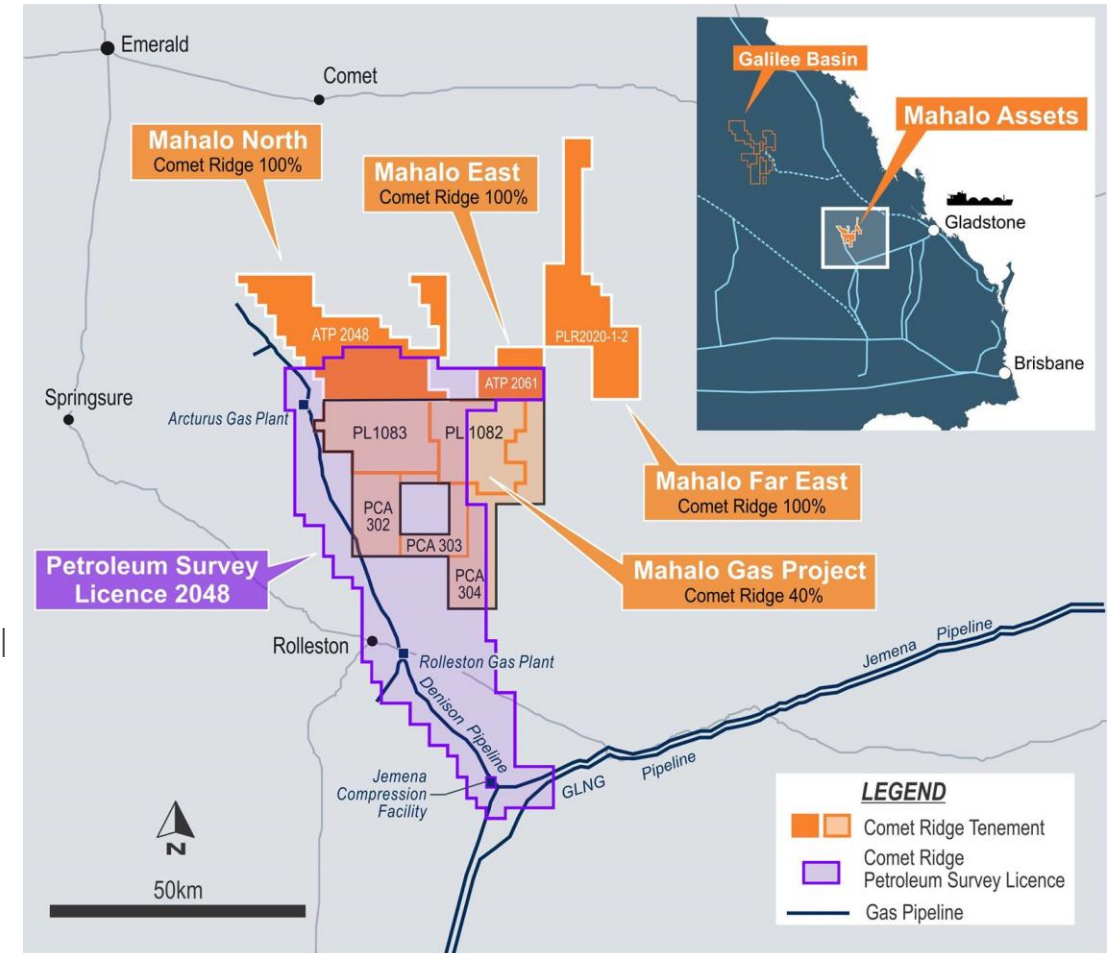 Emerald
Comet
Galilee Basin
Mahalo Assets
Gladstone
Brisbane
Mahalo North
Comet Ridge 100%
Mahalo East
Comet Ridge 100%
ATP 2048
PLR2020-1-2
ATP 2061
Springsure
Arcturus Gas Plant
PL1083
PL 1082
Mahalo Far East
Comet Ridge 100%
PCA
302
PCA 303
PCA
304
Petroleum Survey
Licence 2048
Mahalo Gas Project
Comet Ridge 40%
Rolleston
Rolleston Gas Plant
Denison Pipeline
Jemena Pipeline
GLNG Pipeline
Jemena
Compression
Facility
N
50km
LEGEND
Comet Ridge Tenement
Comet Ridge
Petroleum Survey Licence
Gas Pipeline